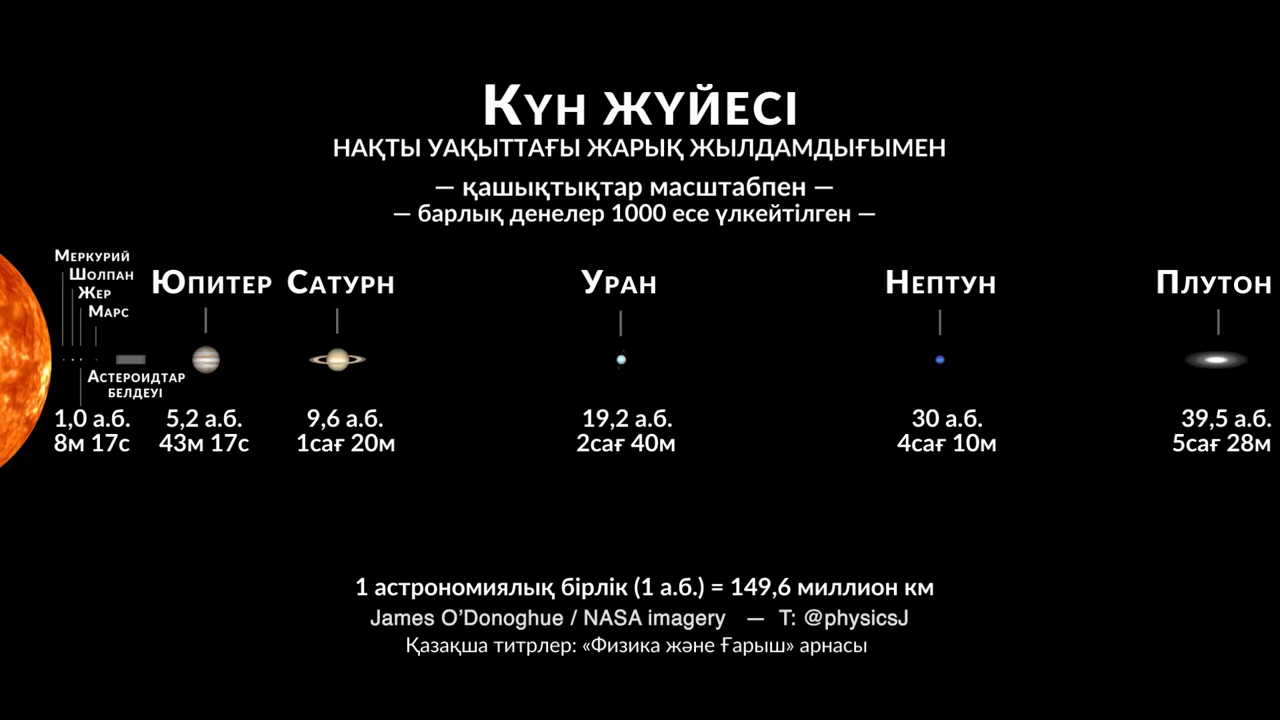 Күн жүйесі
НАҚТЫ УАҚЫТТАҒЫ ЖАРЫҚ ЖЫЛДАМДЫҒЫМЕН
— қашықтықтар масштабпен —
— барлық денелер 1000 есе үлкейтілген —
Меркурий
Шолпан
Жер
Марс
Юпитер Сатурн Уран Нептун Плутон
Астероидтар
белдеуі
1,0 а.б. 5,2 а.б. 9,6 а.б. 19,2 а.б. 30 а.б. 39,5 а.б.
8м 17с 43м 17с 1сағ 20м 2сағ 40м 4сағ 10м 5сағ 28м
1 астрономиялық бірлік (1 а.б.) = 149,6 миллион км
James O’Donoghue / NASA imagery — T: @physicsJ
Қазақша титрлер: «Физика және Ғарыш» арнасы